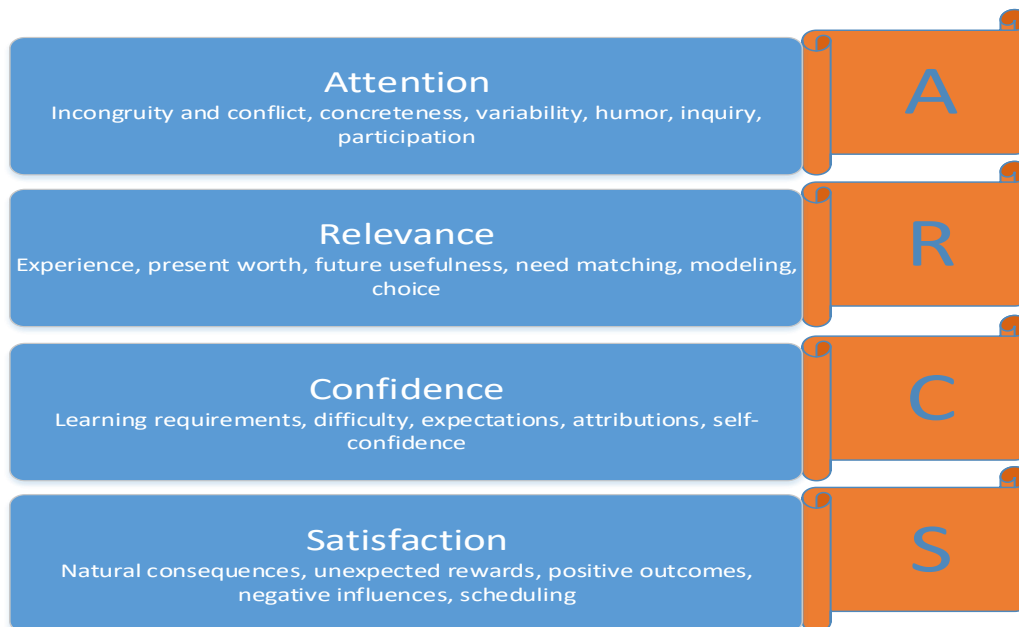 Attention
Incongruity and conflict, concreteness, variability, humor, inquiry,
participation
A
Relevance
Experience, present worth, future usefulness, need matching, modeling,
choice
R
Confidence
Learning requirements, difficulty, expectations, attributions, self-
confidence
C
Satisfaction
Natural consequences, unexpected rewards, positive outcomes,
negative influences, scheduling
S